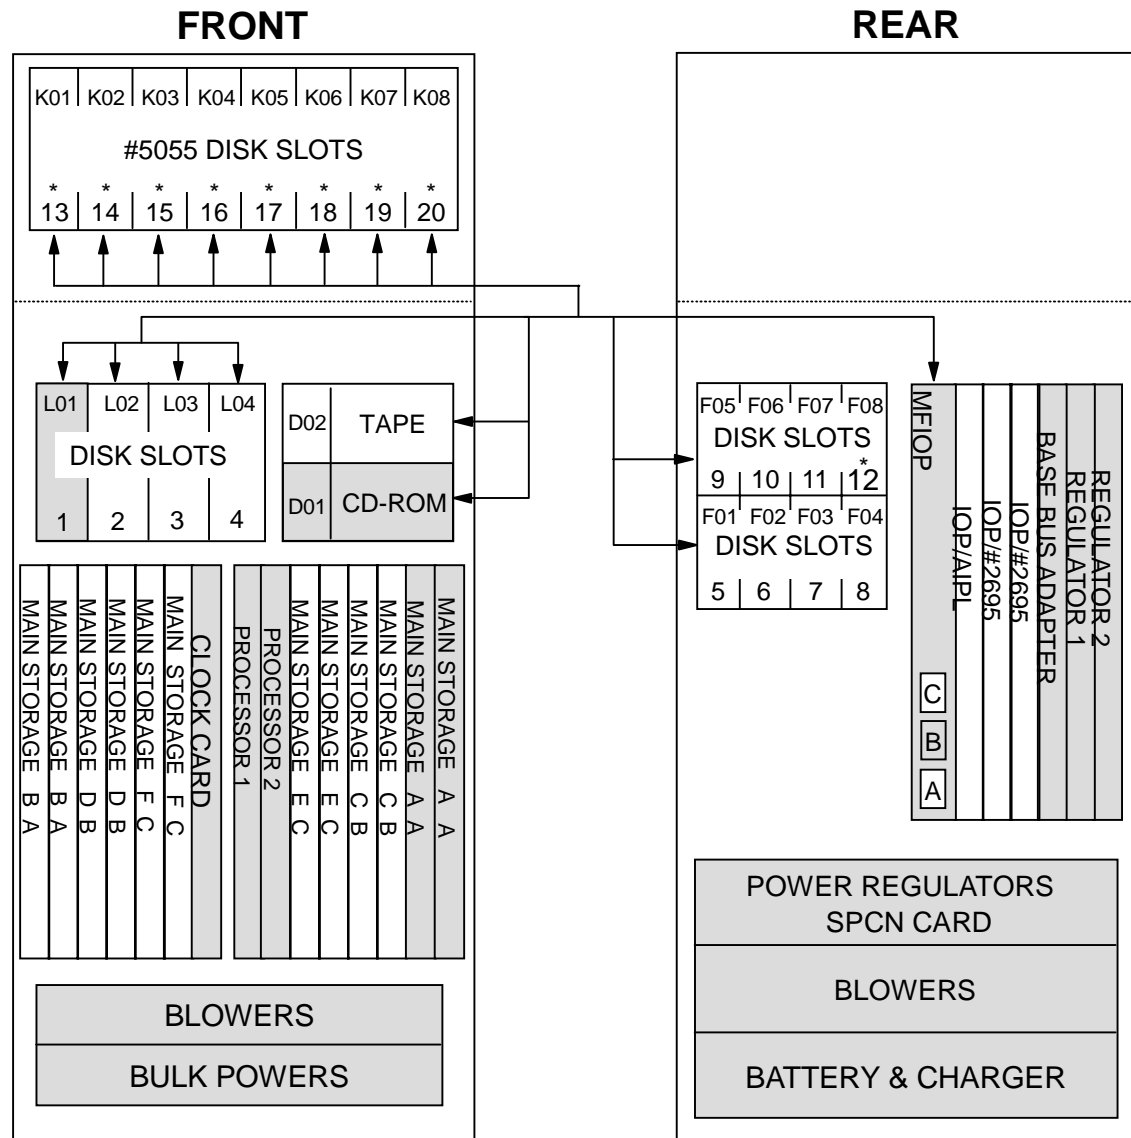 FRONT
REAR
K01 K02 K03 K04 K05 K06 K07 K08
#5055 DISK SLOTS
* * * * * * * *
13 14 15 16 17 18 19 20
L01 L02 L03 L04
DISK SLOTS
1 2 3 4
D02 TAPE
D01 CD-ROM
F05 F06 F07 F08
DISK SLOTS
*
9 10 11 12
F01 F02 F03 F04
DISK SLOTS
5 6 7 8
MFIOP
C
B
A
IOP/AIPL
IOP/#2695
IOP/#2695
BASE BUS ADAPTER
REGULATOR 1
REGULATOR 2
MAIN STORAGE B A
MAIN STORAGE B A
MAIN STORAGE D B
MAIN STORAGE D B
MAIN STORAGE F C
MAIN STORAGE F C
CLOCK CARD
PROCESSOR 1
PROCESSOR 2
MAIN STORAGE E C
MAIN STORAGE E C
MAIN STORAGE C B
MAIN STORAGE C B
MAIN STORAGE A A
MAIN STORAGE A A
BLOWERS
BULK POWERS
POWER REGULATORS
SPCN CARD
BLOWERS
BATTERY & CHARGER